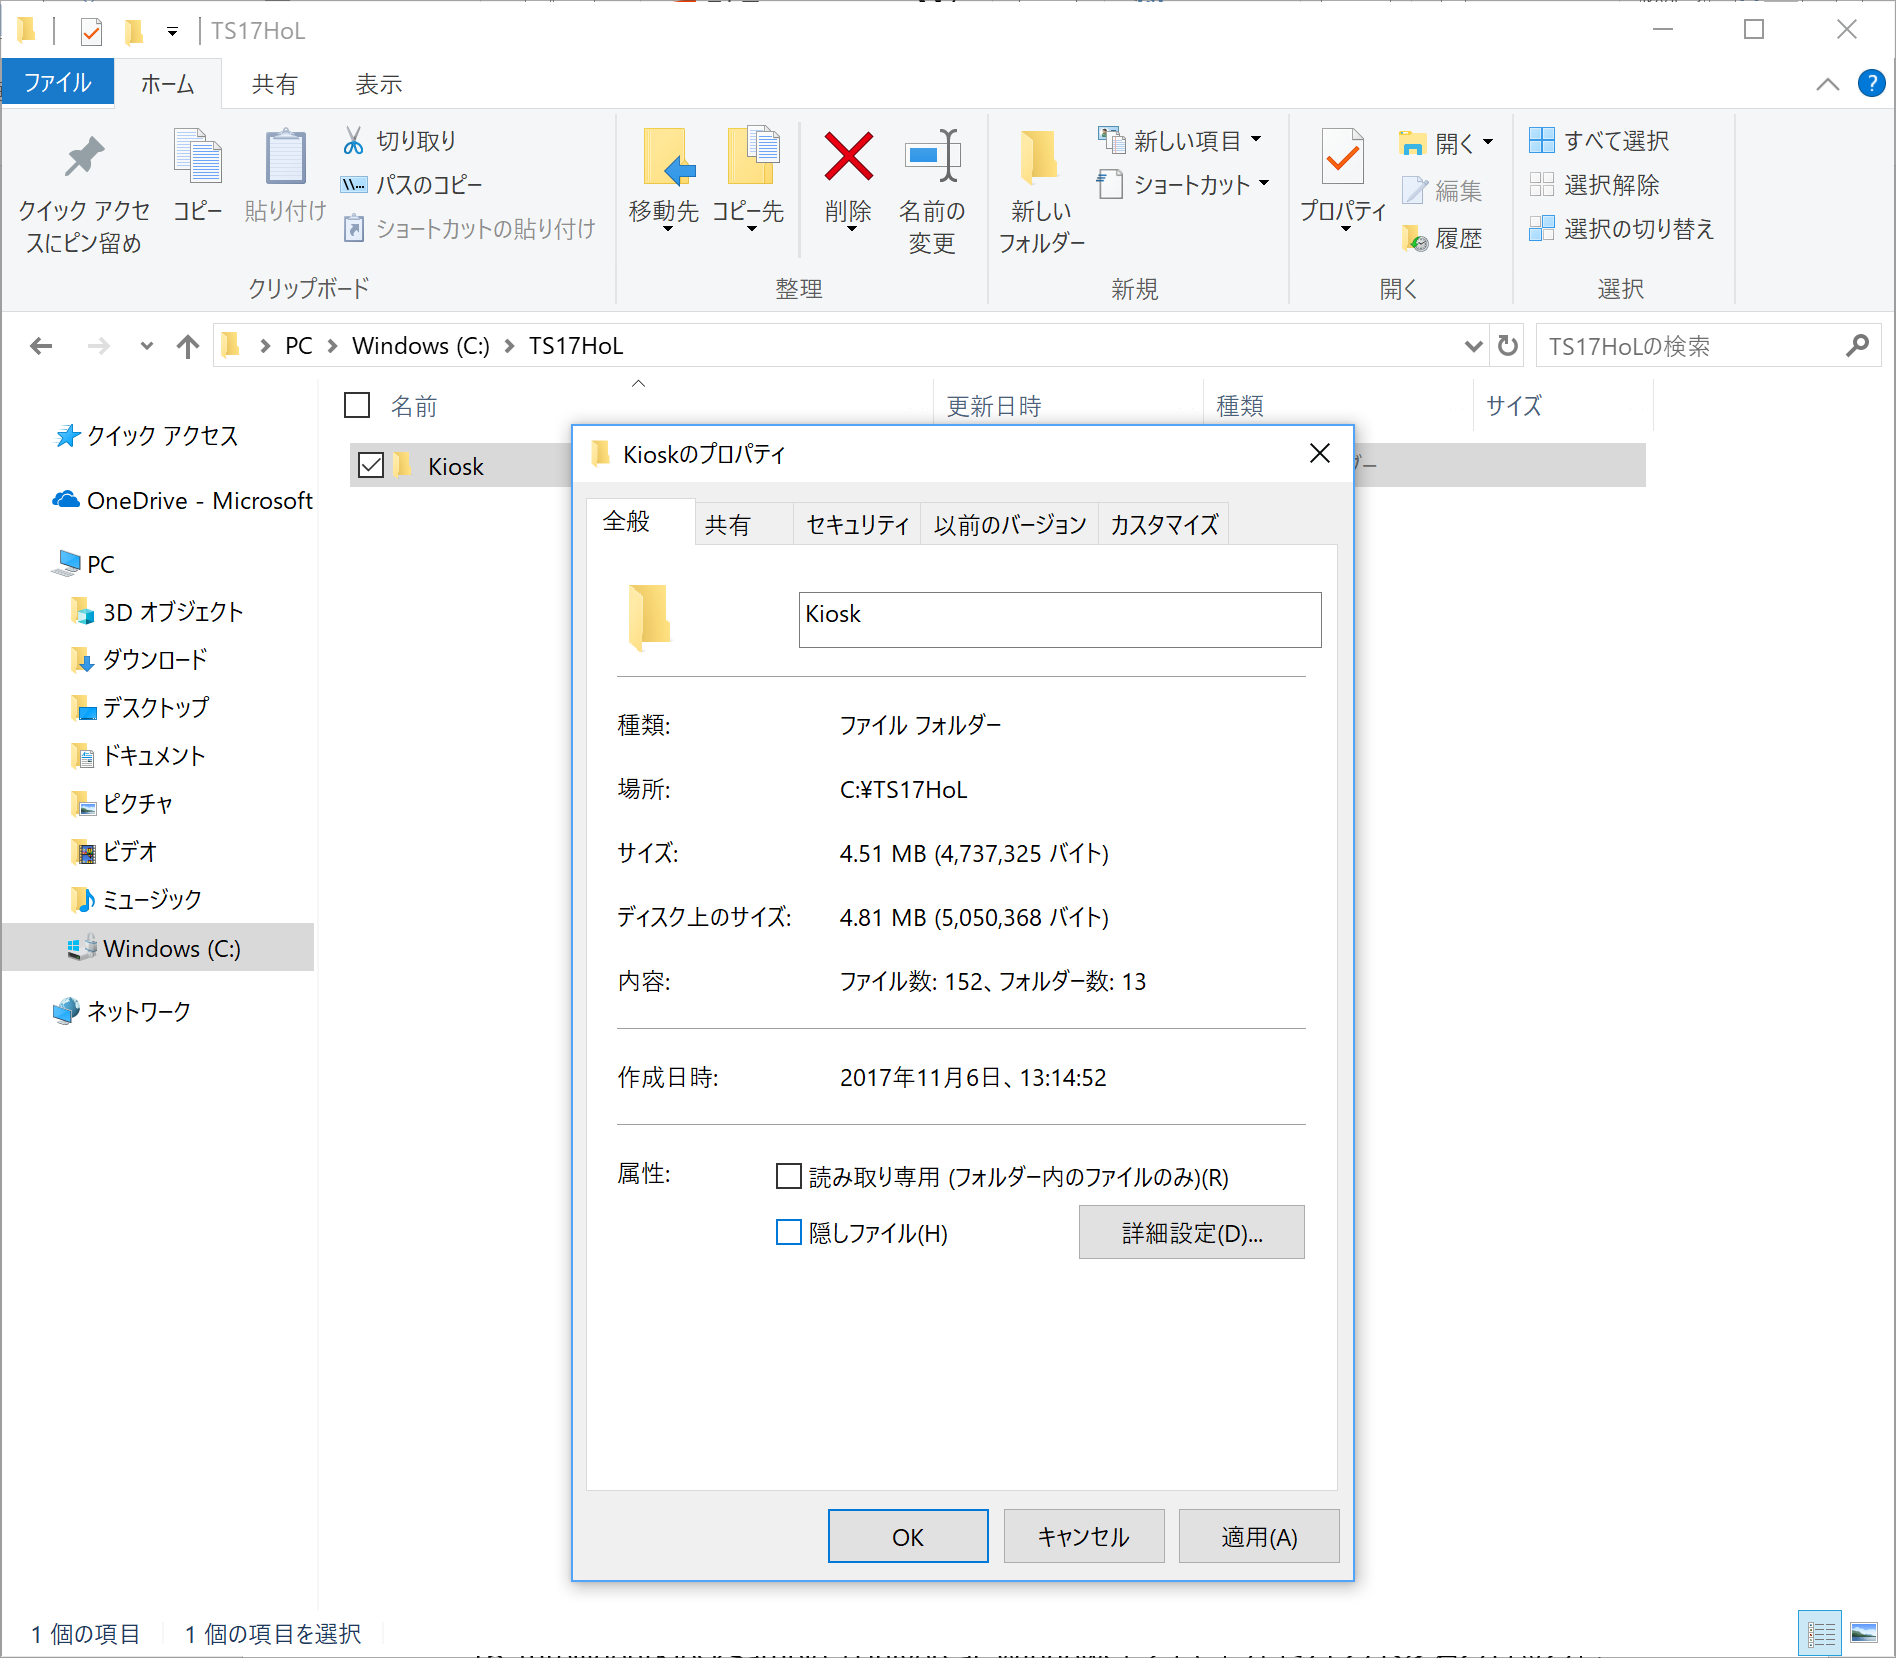 TS17HoL
ファイル
ホーム
共有
表示
クイック アクセ
スにピン留め
コピー
貼り付け
切り取り
パスのコピー
ショートカットの貼り付け
クリップボード
移動先
コピー先
削除
名前の
変更
整理
新しい
フォルダー
新しい項目
ショートカット
新規
プロパティ
開く
編集
履歴
開く
すべて選択
選択解除
選択の切り替え
選択
PC
Windows (C:)
TS17HoL
TS17HoLの検索
名前
更新日時
種類
サイズ
Kiosk
クイック アクセス
OneDrive - Microsoft
PC
3D オブジェクト
ダウンロード
デスクトップ
ドキュメント
ピクチャ
ビデオ
ミュージック
Windows (C:)
ネットワーク
Kioskのプロパティ
全般
共有
セキュリティ
以前のバージョン
カスタマイズ
Kiosk
種類:
ファイル フォルダー
場所:
C:¥TS17HoL
サイズ:
4.51 MB (4,737,325 バイト)
ディスク上のサイズ:
4.81 MB (5,050,368 バイト)
内容:
ファイル数: 152、フォルダー数: 13
作成日時:
2017年11月6日、13:14:52
属性:
読み取り専用 (フォルダー内のファイルのみ)(R)
隠しファイル(H)
詳細設定(D)...
OK
キャンセル
適用(A)
1 個の項目
1 個の項目を選択